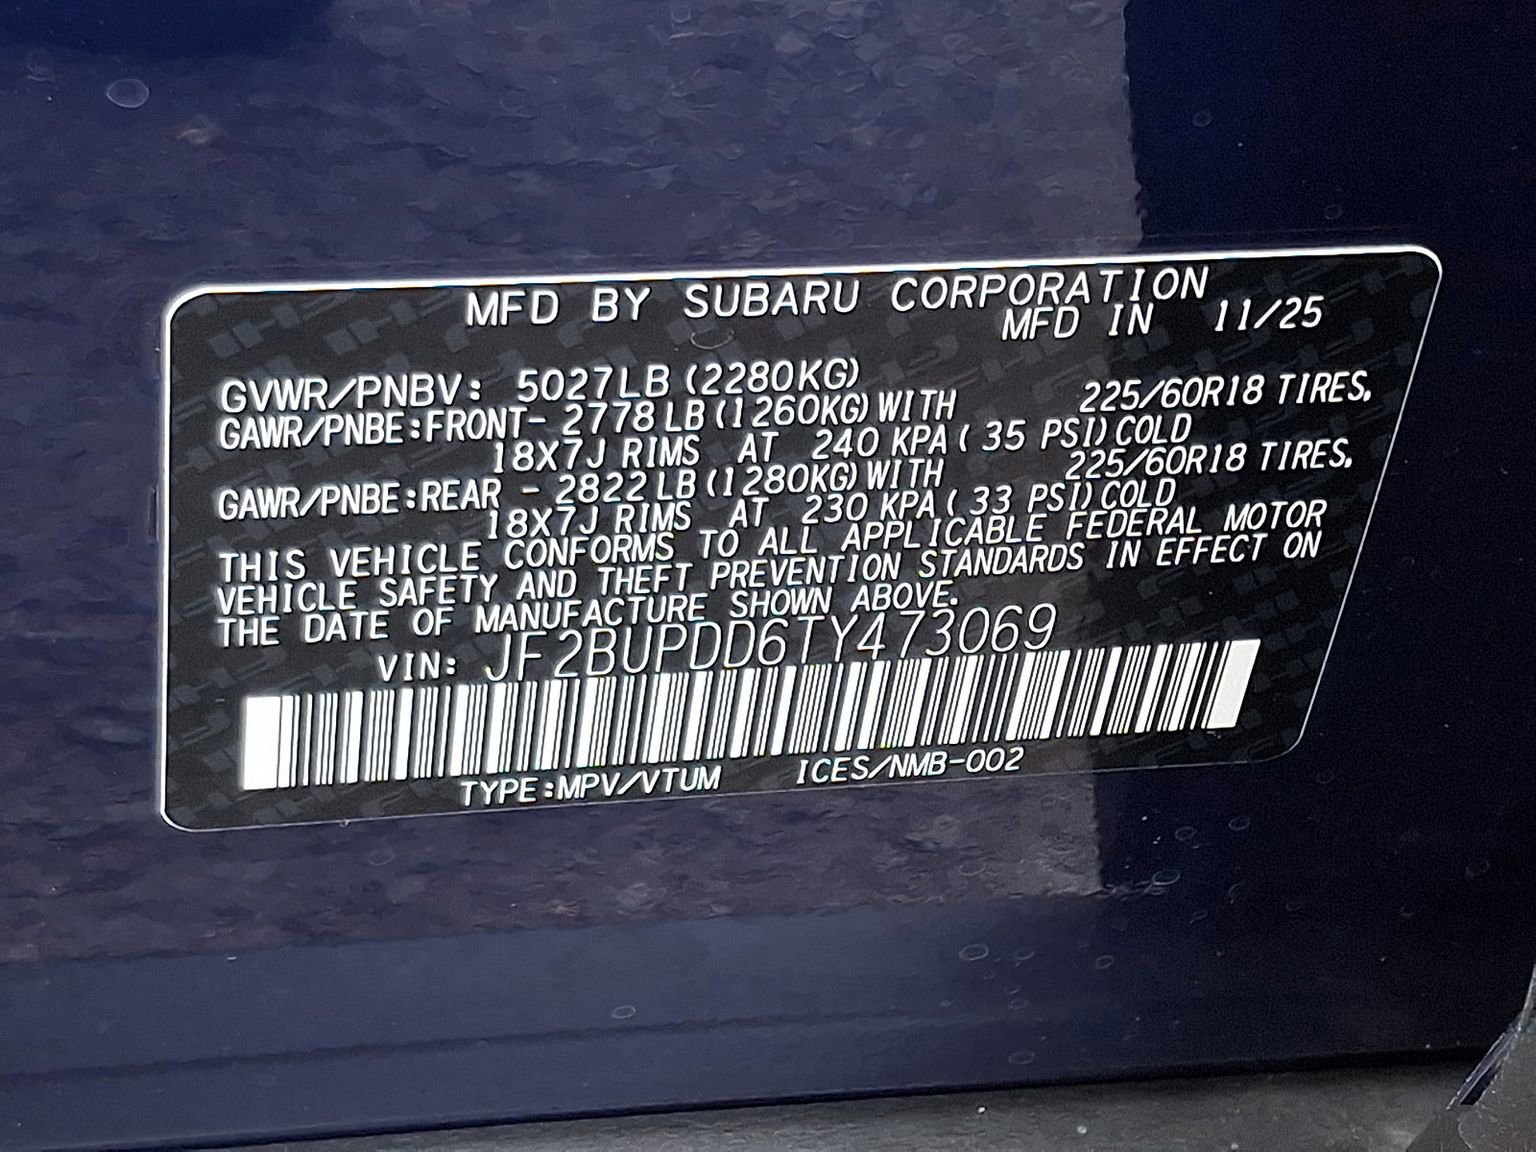 MFD BY SUBARU CORPORATION
MFD IN 11/25
GVWR/PNBV: 5027LB (2280KG)
GAWR/PNBE:FRONT- 2778 LB (1260KG) WITH 225/60R18 TIRES.
18X7J RIMS AT 240 KPA ( 35 PSI) COLD
GAWR/PNBE:REAR - 2822 LB (1280KG) WITH 225/60R18 TIRES.
18X7J RIMS AT 230 KPA ( 33 PSI) COLD
THIS VEHICLE CONFORMS TO ALL APPLICABLE FEDERAL MOTOR
VEHICLE SAFETY AND THEFT PREVENTION STANDARDS IN EFFECT ON
THE DATE OF MANUFACTURE SHOWN ABOVE.
VIN: JF2BUPDD6TY473069
TYPE:MPV/VTUM ICES/NMB-002